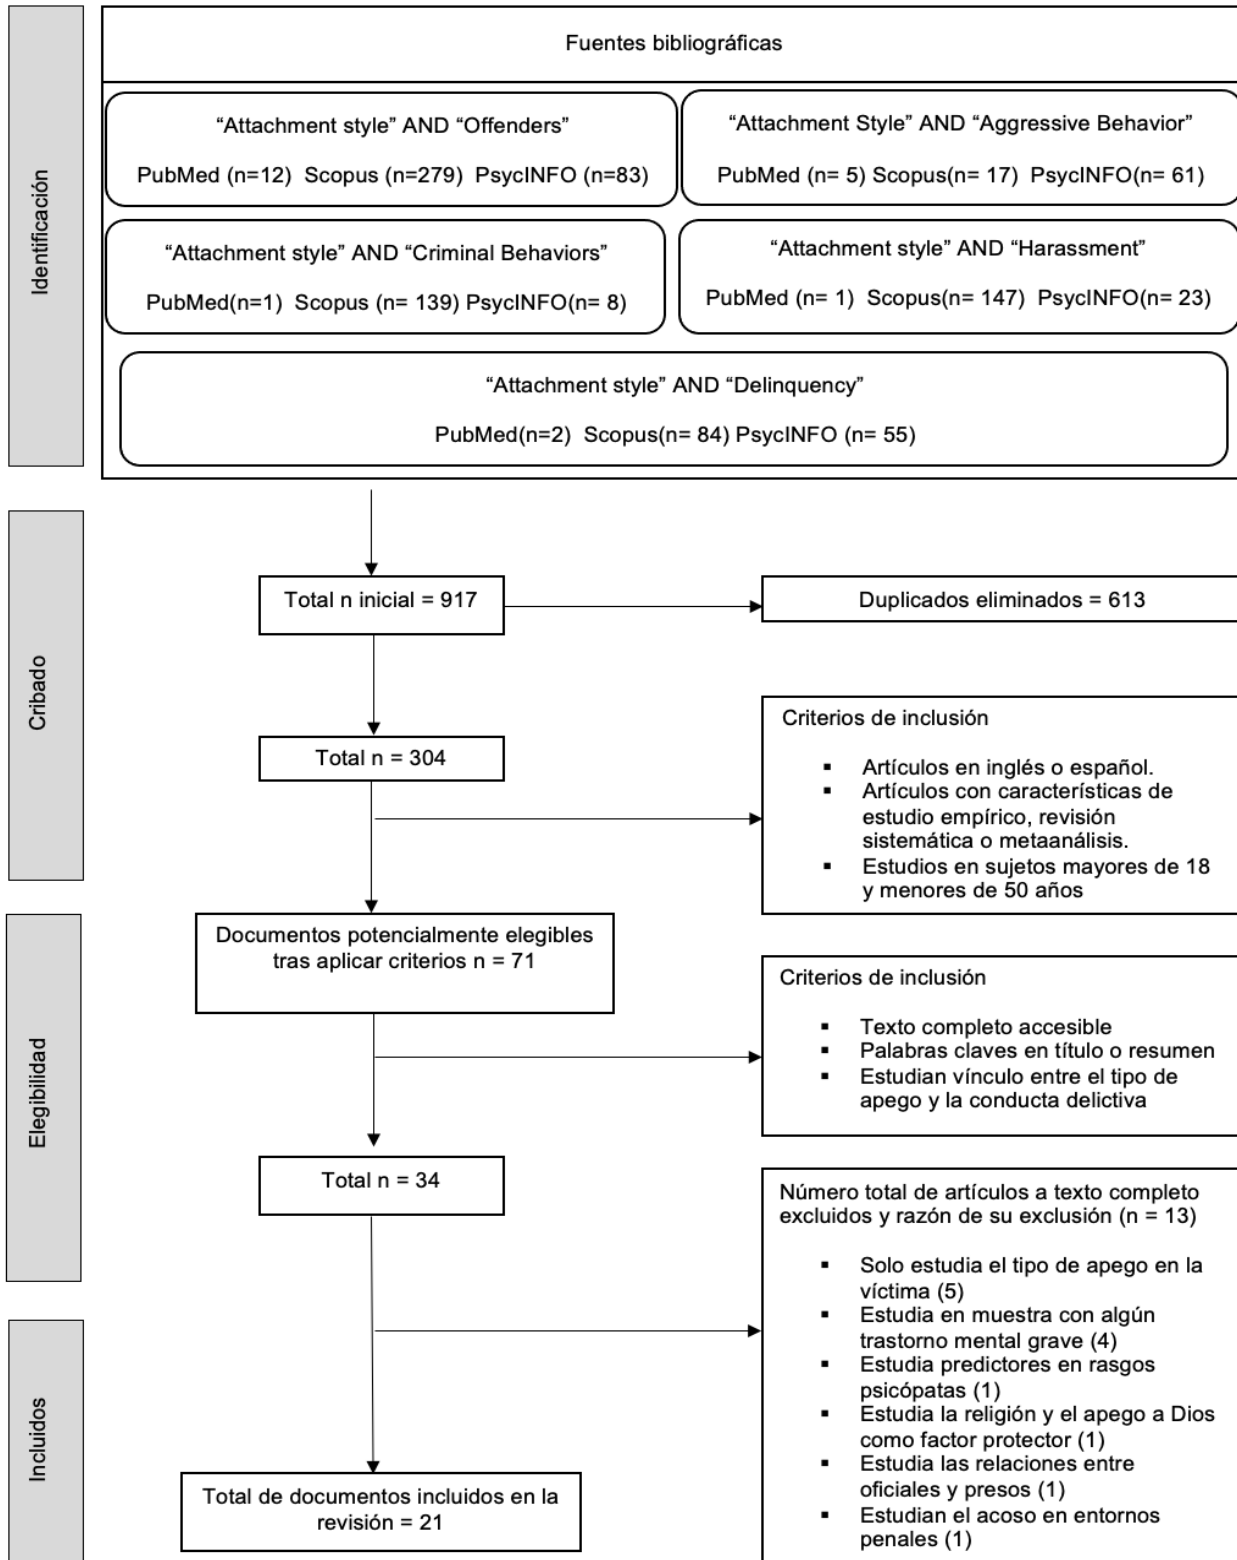 Identificación
Fuentes bibliográficas
“Attachment style” AND “Offenders”
PubMed (n=12) Scopus (n=279) PsycINFO (n=83)
“Attachment Style” AND “Aggressive Behavior”
PubMed (n= 5) Scopus(n= 17) PsycINFO(n= 61)
“Attachment style” AND “Criminal Behaviors”
PubMed(n=1) Scopus (n= 139) PsycINFO(n= 8)
“Attachment style” AND “Harassment”
PubMed (n= 1) Scopus(n= 147) PsycINFO(n= 23)
“Attachment style” AND “Delinquency”
PubMed(n=2) Scopus(n= 84) PsycINFO (n= 55)
Cribado
Total n inicial = 917
Duplicados eliminados = 613
Total n = 304
Criterios de inclusión
▪ Artículos en inglés o español.
▪ Artículos con características de
estudio empírico, revisión
sistemática o metaanálisis.
▪ Estudios en sujetos mayores de 18
y menores de 50 años
Elegibilidad
Documentos potencialmente elegibles
tras aplicar criterios n = 71
Criterios de inclusión
▪ Texto completo accesible
▪ Palabras claves en título o resumen
▪ Estudian vínculo entre el tipo de
apego y la conducta delictiva
Total n = 34
Número total de artículos a texto completo
excluidos y razón de su exclusión (n = 13)
▪ Solo estudia el tipo de apego en la
víctima (5)
▪ Estudia en muestra con algún
trastorno mental grave (4)
▪ Estudia predictores en rasgos
psicópatas (1)
▪ Estudia la religión y el apego a Dios
como factor protector (1)
▪ Estudia las relaciones entre
oficiales y presos (1)
▪ Estudian el acoso en entornos
penales (1)
Incluidos
Total de documentos incluidos en la
revisión = 21